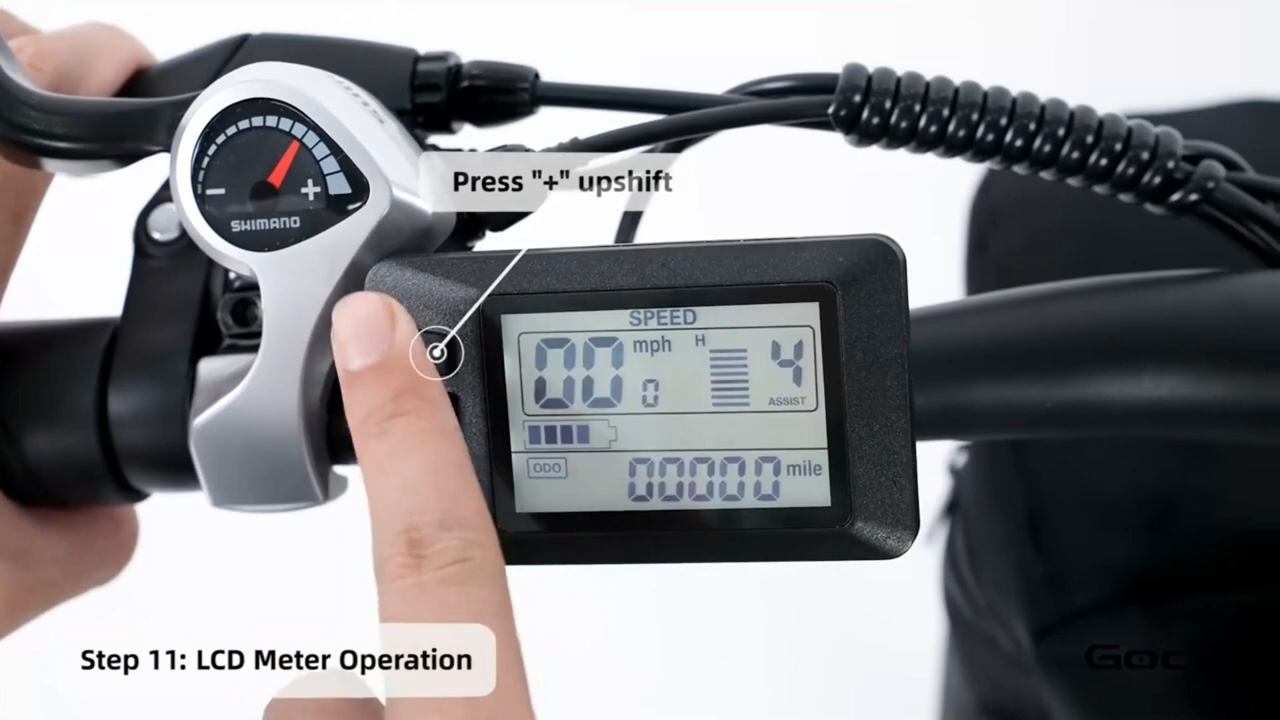 SHIMANO
- +
Press "+" upshift
SPEED
00 0 mph H 4
ASSIST
ODO 00000 mile
Step 11: LCD Meter Operation